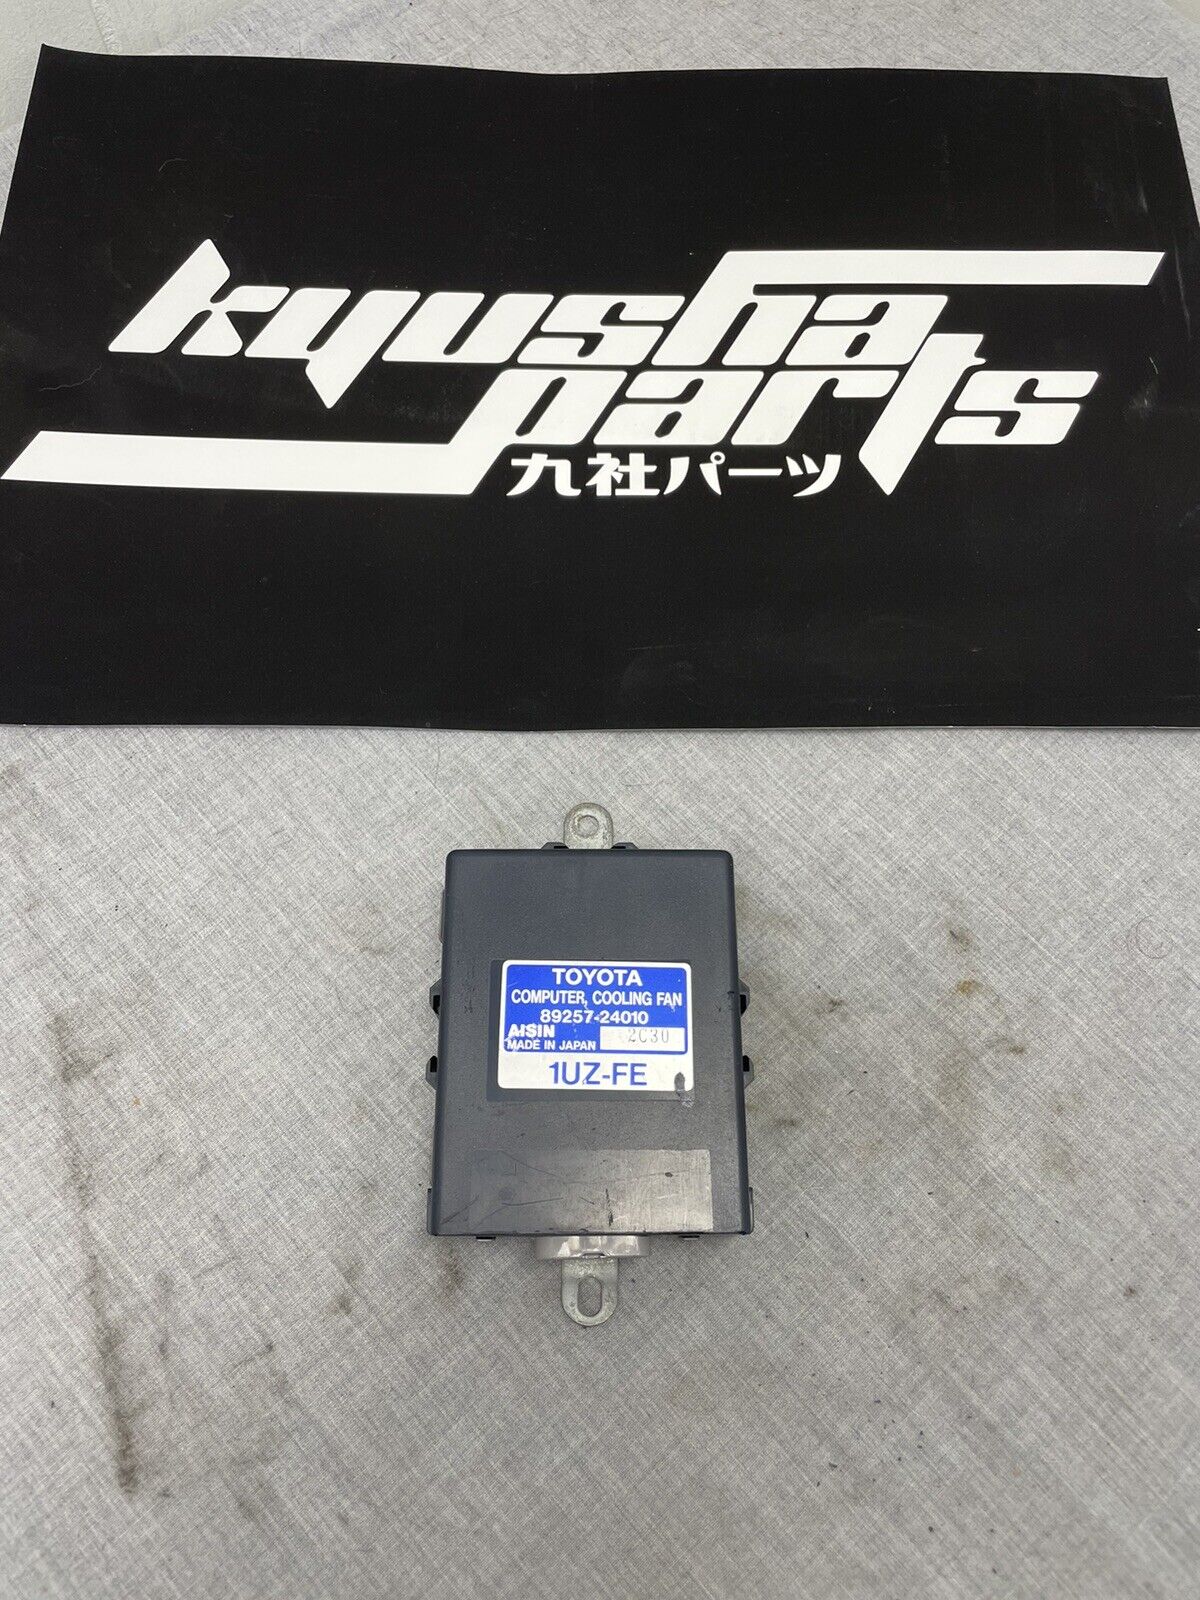 kyusha
parts
九社パーツ
TOYOTA
COMPUTER, COOLING FAN
89257-24010
AISIN 2C30
MADE IN JAPAN
1UZ-FE